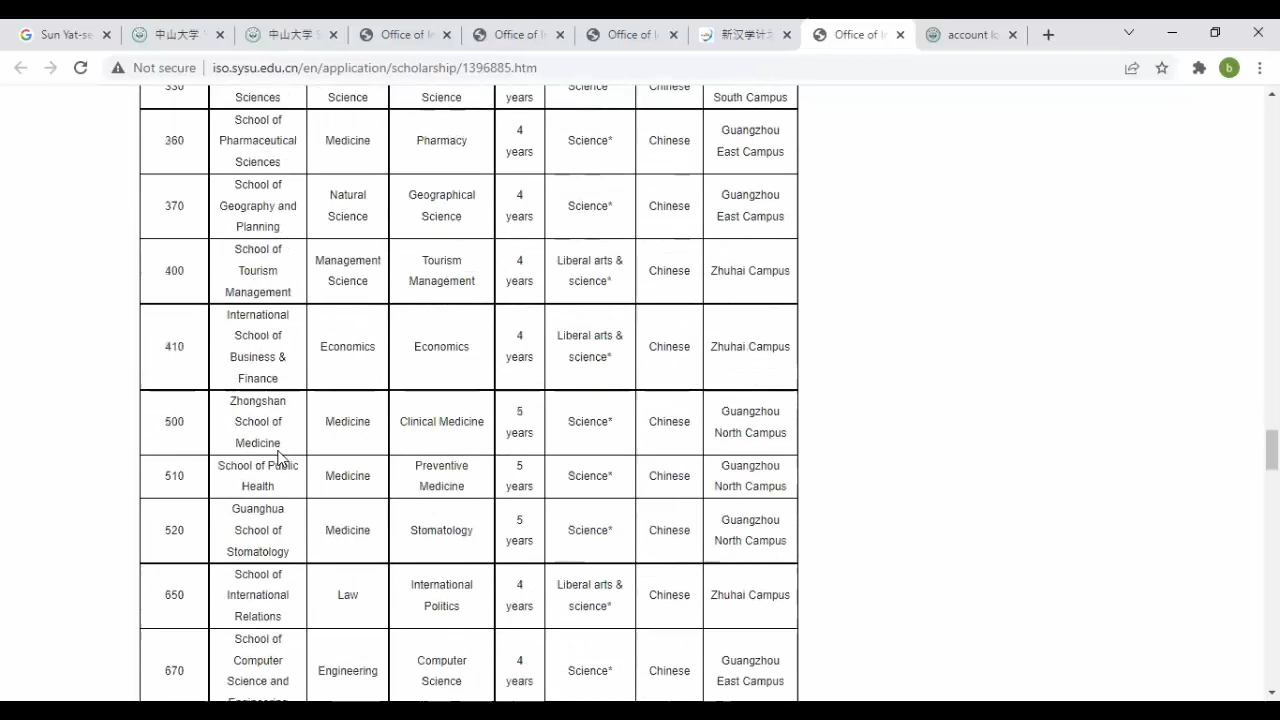 Sun Yat-se
中山大学
中山大学
Office of I
Office of I
Office of I
新汉学计
Office of I
account lo
Not secure
iso.sysu.edu.cn/en/application/scholarship/1396885.htm
b
330
Sciences
Science
Science
years
Science
Chinese
South Campus
360
School of
Pharmaceutical
Sciences
Medicine
Pharmacy
4
years
Science*
Chinese
Guangzhou
East Campus
370
School of
Geography and
Planning
Natural
Science
Geographical
Science
4
years
Science*
Chinese
Guangzhou
East Campus
400
School of
Tourism
Management
Management
Science
Tourism
Management
4
years
Liberal arts &
science*
Chinese
Zhuhai Campus
410
International
School of
Business &
Finance
Economics
Economics
4
years
Liberal arts &
science*
Chinese
Zhuhai Campus
500
Zhongshan
School of
Medicine
Medicine
Clinical Medicine
5
years
Science*
Chinese
Guangzhou
North Campus
510
School of Public
Health
Medicine
Preventive
Medicine
5
years
Science*
Chinese
Guangzhou
North Campus
520
Guanghua
School of
Stomatology
Medicine
Stomatology
5
years
Science*
Chinese
Guangzhou
North Campus
650
School of
International
Relations
Law
International
Politics
4
years
Liberal arts &
science*
Chinese
Zhuhai Campus
670
School of
Computer
Science and
Engineering
Engineering
Computer
Science
4
years
Science*
Chinese
Guangzhou
East Campus